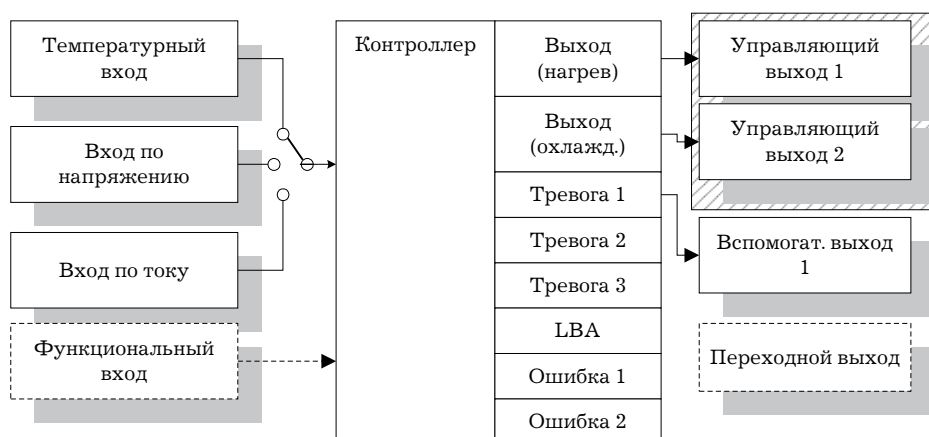 Температурный
вход
Вход по
напряжению
Вход по току
Функциональный
вход
Контроллер
Выход
(нагрев)
Выход
(охлажд.)
Тревога 1
Тревога 2
Тревога 3
LBA
Ошибка 1
Ошибка 2
Управляющий
выход 1
Управляющий
выход 2
Вспомогат. выход
1
Переходной выход